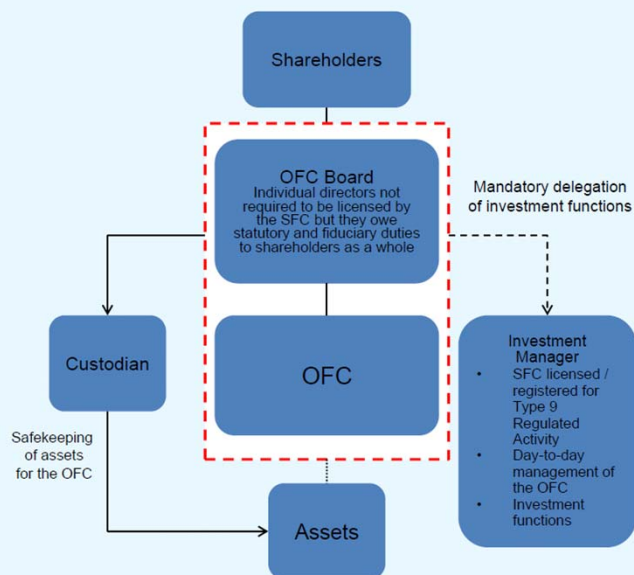 Shareholders
OFC Board
Individual directors not
required to be licensed by
the SFC but they owe
statutory and fiduciary duties
to shareholders as a whole
Mandatory delegation
of investment functions
Custodian
OFC
Investment
Manager
• SFC licensed /
registered for
Type 9
Regulated
Activity
• Day-to-day
management of
the OFC
• Investment
functions
Safekeeping
of assets
for the OFC
Assets